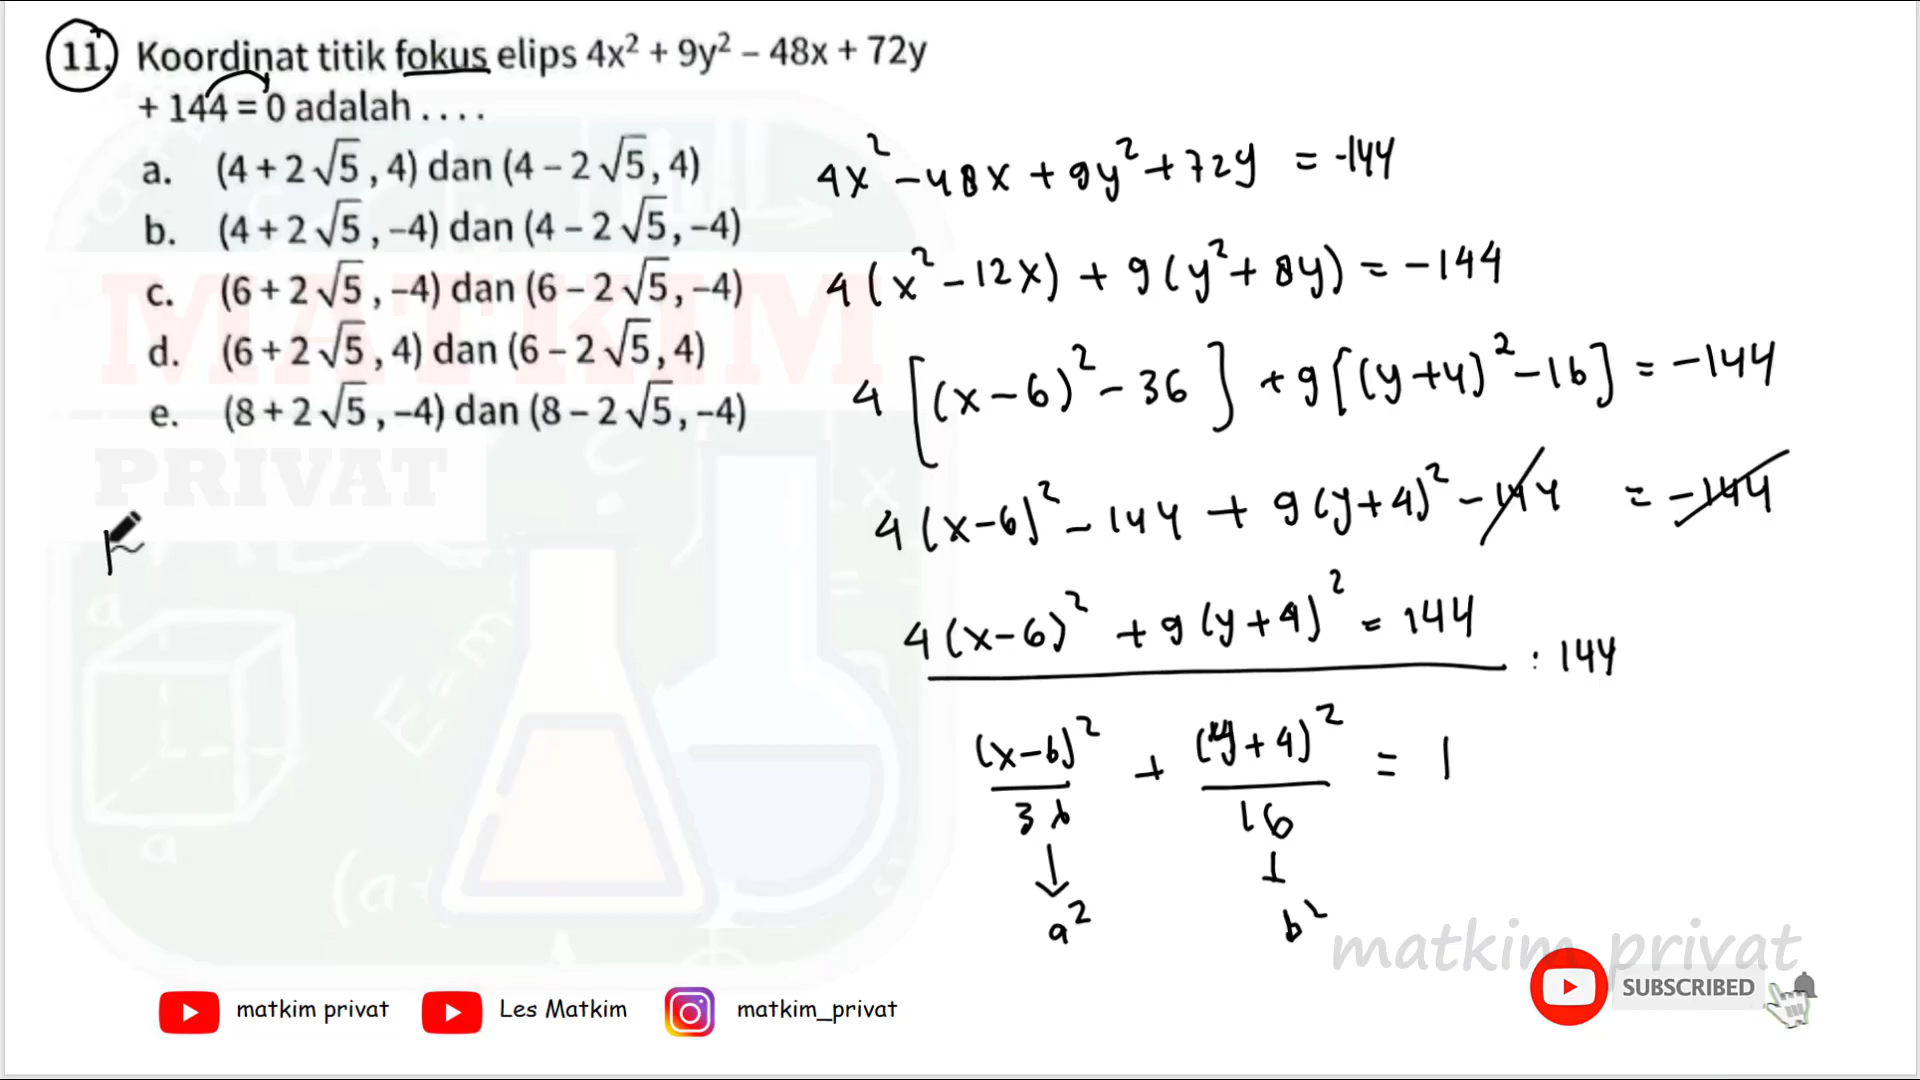 11. Koordinat titik fokus elips 4x² + 9y² – 48x + 72y
+ 144 = 0 adalah . . . .
a. (4 + 2√5, 4) dan (4 – 2√5, 4)
b. (4 + 2√5, –4) dan (4 – 2√5, –4)
c. (6 + 2√5, –4) dan (6 – 2√5, –4)
d. (6 + 2√5, 4) dan (6 – 2√5, 4)
e. (8 + 2√5, –4) dan (8 – 2√5, –4)
4x² – 48x + 9y² + 72y = -144
4(x² – 12x) + 9(y² + 8y) = –144
4[(x – 6)² – 36] + 9[(y + 4)² – 16] = –144
4(x – 6)² – 144 + 9(y + 4)² – 144 = –144
4(x – 6)² + 9(y + 4)² = 144
: 144
(x – 6)²/36 + (y + 4)²/16 = 1
a² b²
MATKIM
PRIVAT
a
E=m
a
(a+
x
matkim privat
SUBSCRIBED
matkim privat Les Matkim matkim_privat